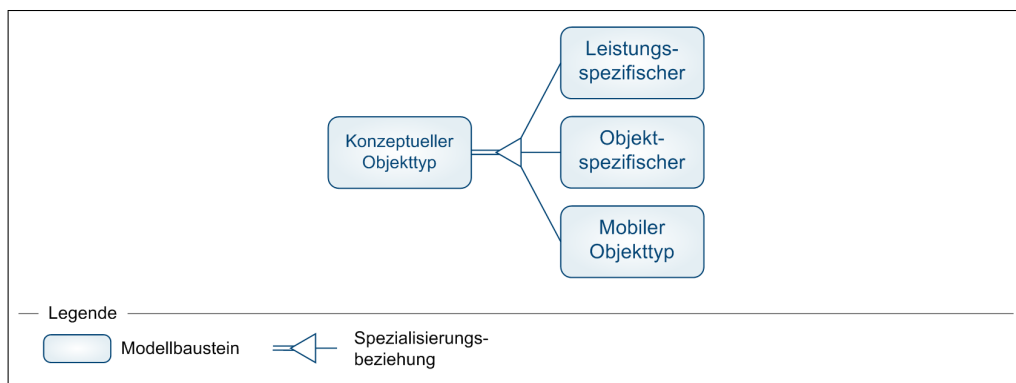 Leistungs-
spezifischer
Konzeptueller
Objekttyp
Objekt-
spezifischer
Mobiler
Objekttyp
Legende
Modellbaustein
Spezialisierungs-
beziehung